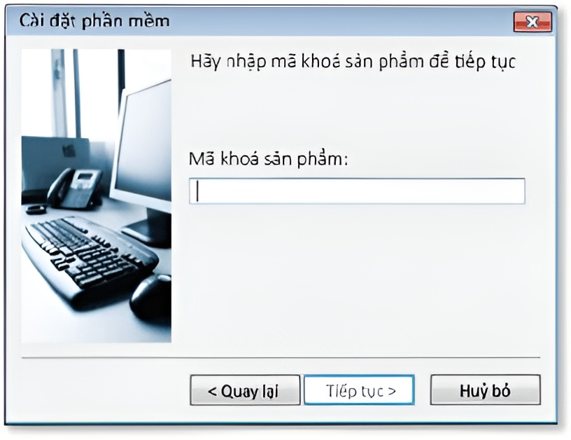 Cài đặt phần mềm
Hãy nhập mã khoá sản phẩm để tiếp tục
Mã khoá sản phẩm:
< Quay lại
Tiếp tục >
Huỷ bỏ